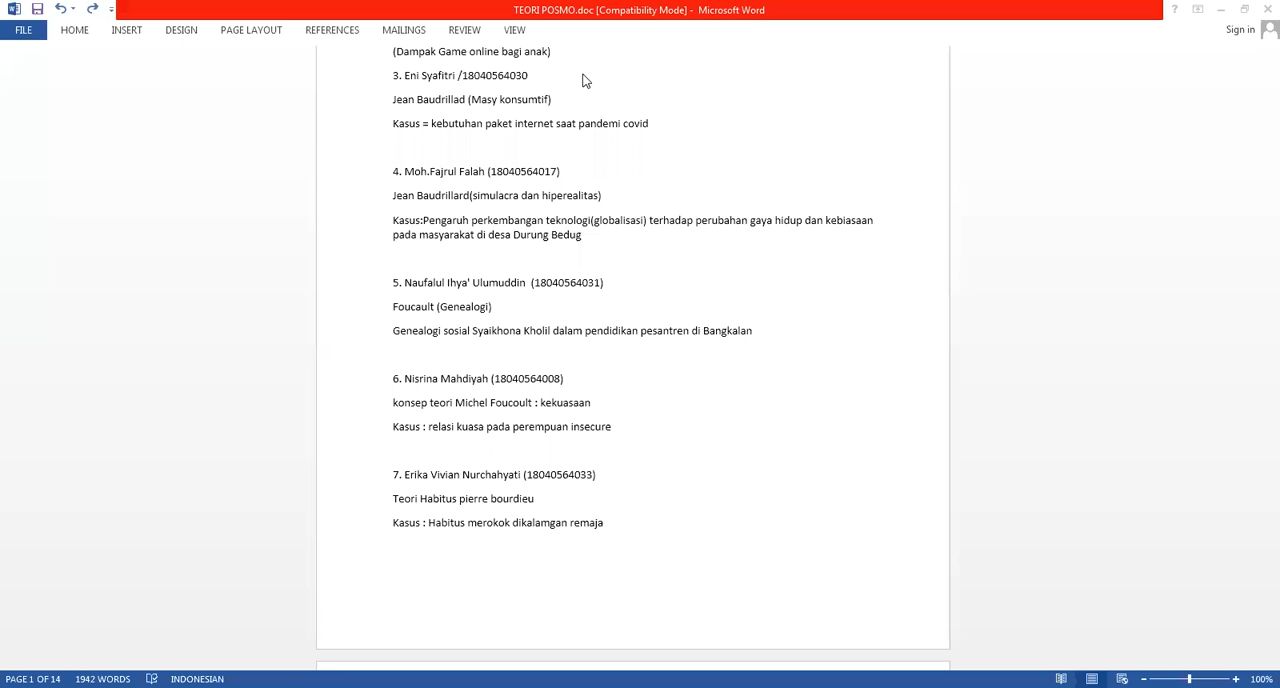 TEORI POSMO.doc [Compatibility Mode] - Microsoft Word
Sign in
FILE HOME INSERT DESIGN PAGE LAYOUT REFERENCES MAILINGS REVIEW VIEW
(Dampak Game online bagi anak)
3. Eni Syafitri /18040564030
Jean Baudrillad (Masy konsumtif)
Kasus = kebutuhan paket internet saat pandemi covid
4. Moh.Fajrul Falah (18040564017)
Jean Baudrillard(simulacra dan hiperealitas)
Kasus:Pengaruh perkembangan teknologi(globalisasi) terhadap perubahan gaya hidup dan kebiasaan
pada masyarakat di desa Durung Bedug
5. Naufalul Ihya' Ulumuddin (18040564031)
Foucault (Genealogi)
Genealogi sosial Syaikhona Kholil dalam pendidikan pesantren di Bangkalan
6. Nisrina Mahdiyah (18040564008)
konsep teori Michel Foucoult : kekuasaan
Kasus : relasi kuasa pada perempuan insecure
7. Erika Vivian Nurchahyati (18040564033)
Teori Habitus pierre bourdieu
Kasus : Habitus merokok dikalamgan remaja
PAGE 1 OF 14 1942 WORDS INDONESIAN 100%